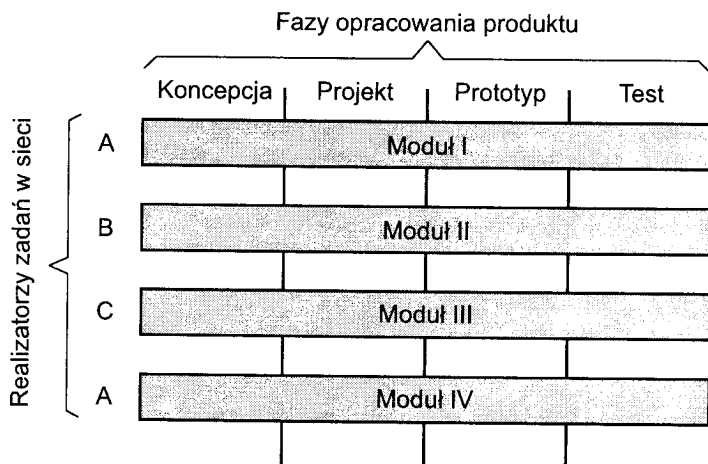 Fazy opracowania produktu
Koncepcja Projekt Prototyp Test
Realizatorzy zadań w sieci
A Moduł I
B Moduł II
C Moduł III
A Moduł IV